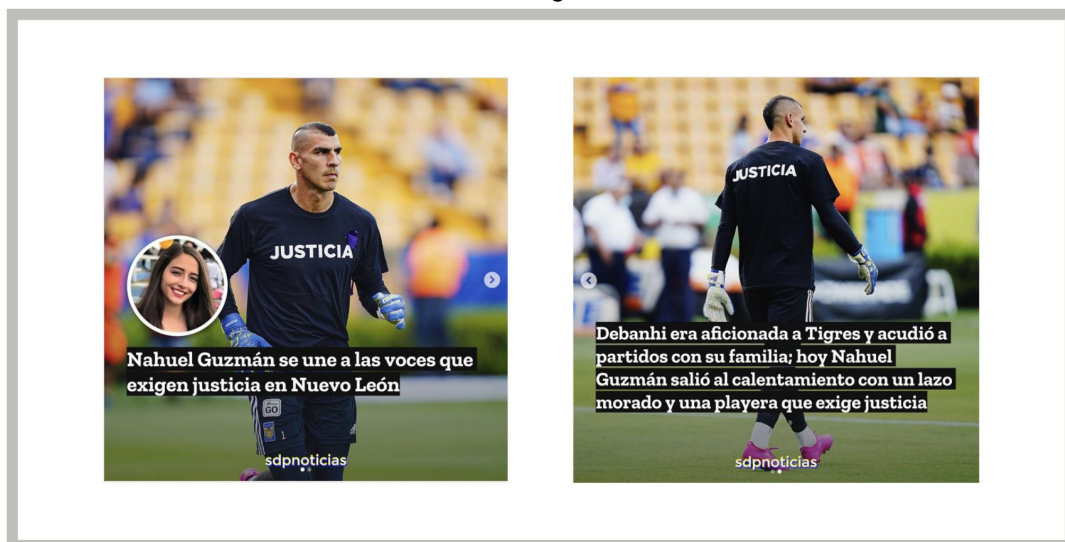 JUSTICIA
Nahuel Guzmán se une a las voces que
exigen justicia en Nuevo León
GO
1
sdpnoticias
JUSTICIA
Debanhi era aficionada a Tigres y acudió a
partidos con su familia; hoy Nahuel
Guzmán salió al calentamiento con un lazo
morado y una playera que exige justicia
sdpnoticias